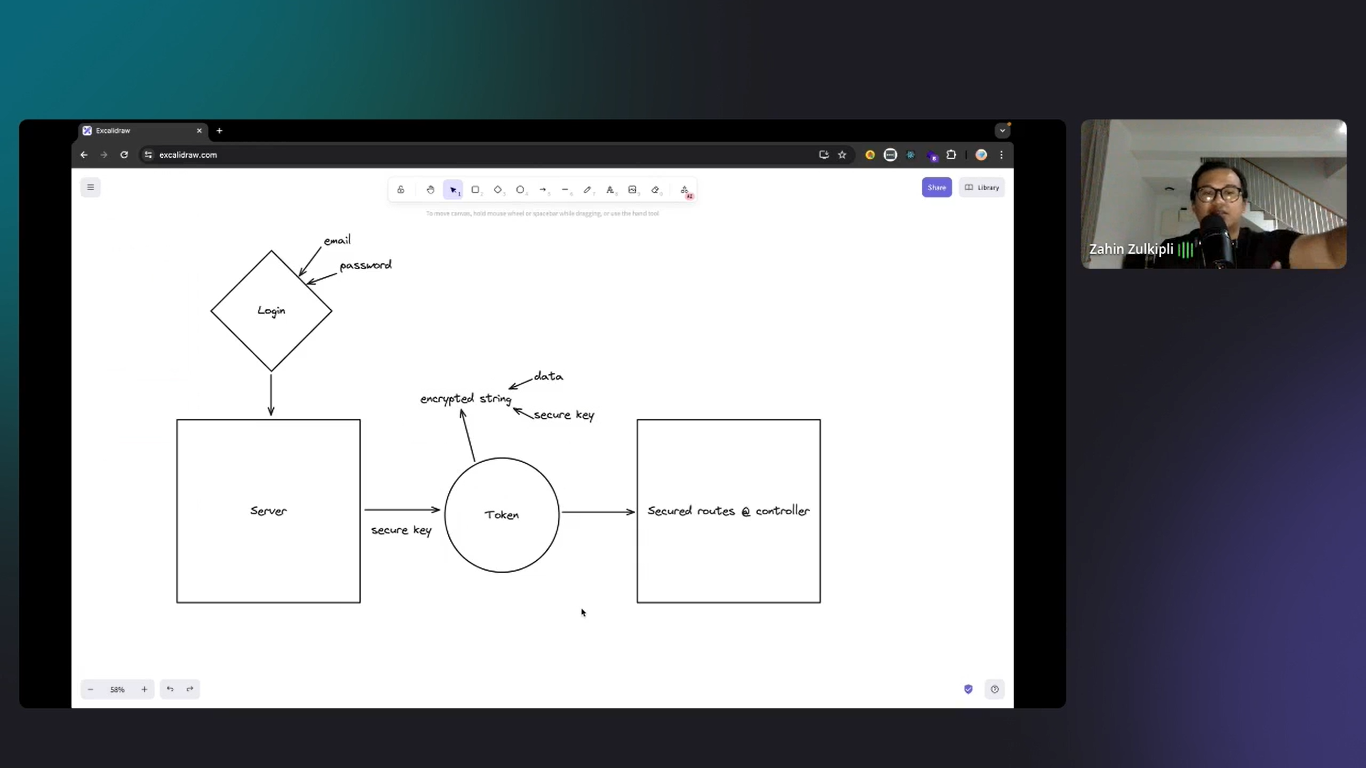 Excalidraw
excalidraw.com
Share
Library
To move canvas, hold mouse wheel or spacebar while dragging, or use the hand tool
email
password
Login
Zahin Zulkipli
data
encrypted string
secure key
Server
Token
Secured routes @ controller
secure key
58%